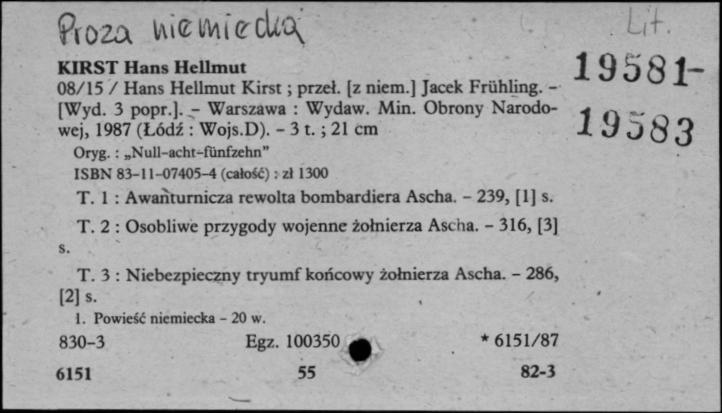 Proza niemiecka
Lit.
KIRST Hans Hellmut
19581-
08/15 / Hans Hellmut Kirst ; przeł. [z niem.] Jacek Frühling. -
[Wyd. 3 popr.]. - Warszawa : Wydaw. Min. Obrony Narodo-
19583
wej, 1987 (Łódź : Wojs.D). - 3 t. ; 21 cm
Oryg. : „Null-acht-fünfzehn”
ISBN 83-11-07405-4 (całość) : zł 1300
T. 1 : Awanturnicza rewolta bombardiera Ascha. - 239, [1] s.
T. 2 : Osobliwe przygody wojenne żołnierza Ascha. - 316, [3]
s.
T. 3 : Niebezpieczny tryumf końcowy żołnierza Ascha. - 286,
[2] s.
1. Powieść niemiecka - 20 w.
830-3 Egz. 100350 * 6151/87
6151 55 82-3